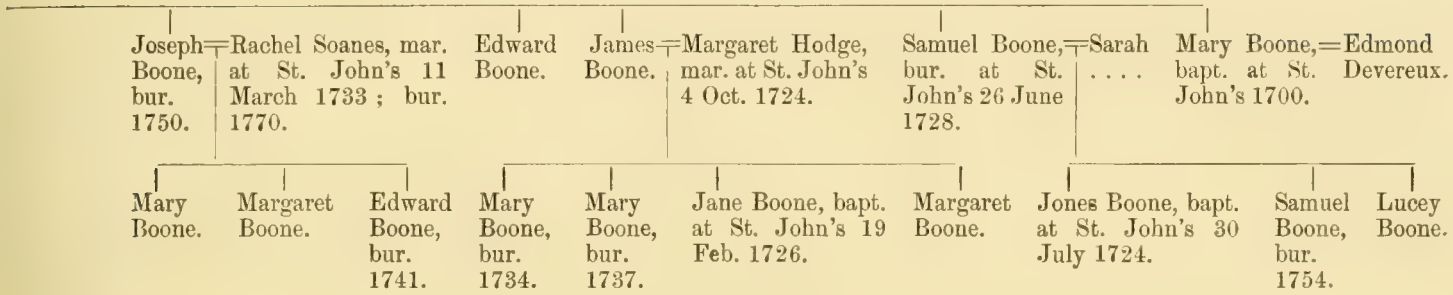 Joseph=Rachel Soanes, mar.
Boone, at St. John's 11
bur. March 1733 ; bur.
1750. 1770.
Edward
Boone.
James=Margaret Hodge,
Boone. mar. at St. John's
4 Oct. 1724.
Samuel Boone,=Sarah
bur. at St. ....
John's 26 June
1728.
Mary Boone,=Edmond
bapt. at St. Devereux.
John's 1700.
Mary
Boone.
Margaret
Boone.
Edward
Boone,
bur.
1741.
Mary
Boone,
bur.
1734.
Mary
Boone,
bur.
1737.
Jane Boone, bapt.
at St. John's 19
Feb. 1726.
Margaret
Boone.
Jones Boone, bapt.
at St. John's 30
July 1724.
Samuel
Boone,
bur.
1754.
Lucey
Boone.